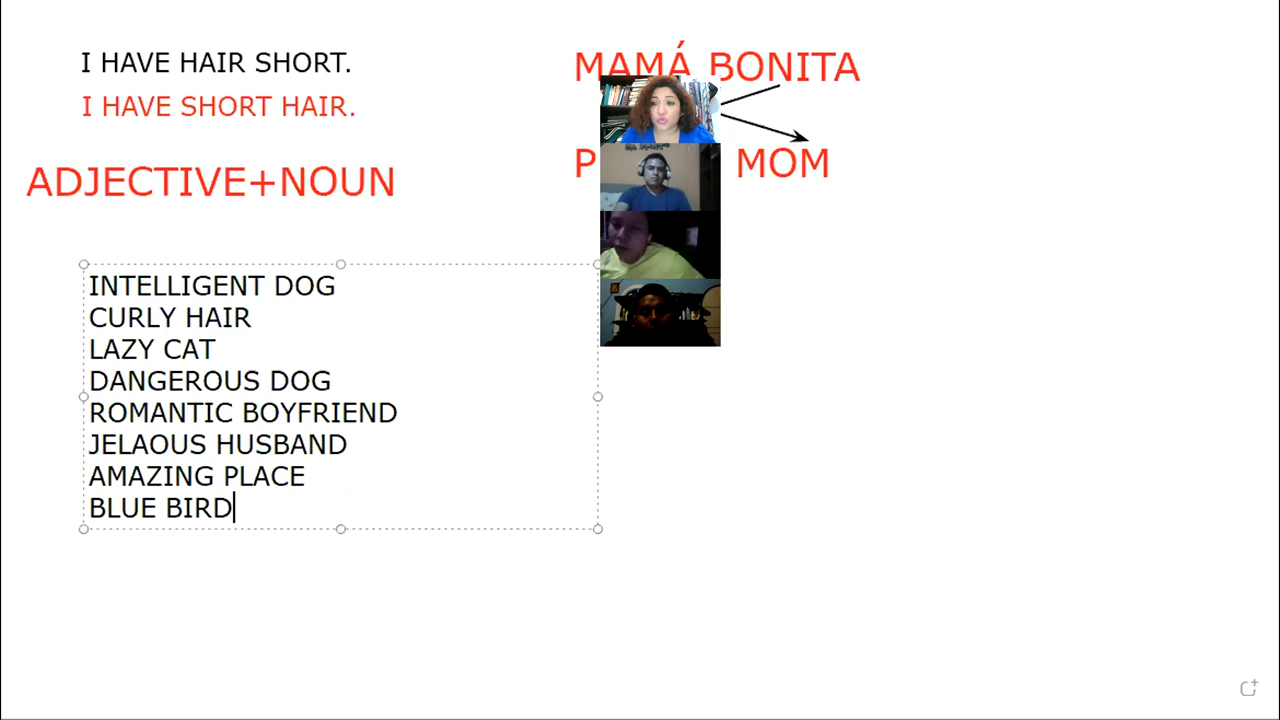 I HAVE HAIR SHORT.
I HAVE SHORT HAIR.
ADJECTIVE+NOUN
MAMÁ BONITA
MOM
INTELLIGENT DOG
CURLY HAIR
LAZY CAT
DANGEROUS DOG
ROMANTIC BOYFRIEND
JELAOUS HUSBAND
AMAZING PLACE
BLUE BIRD